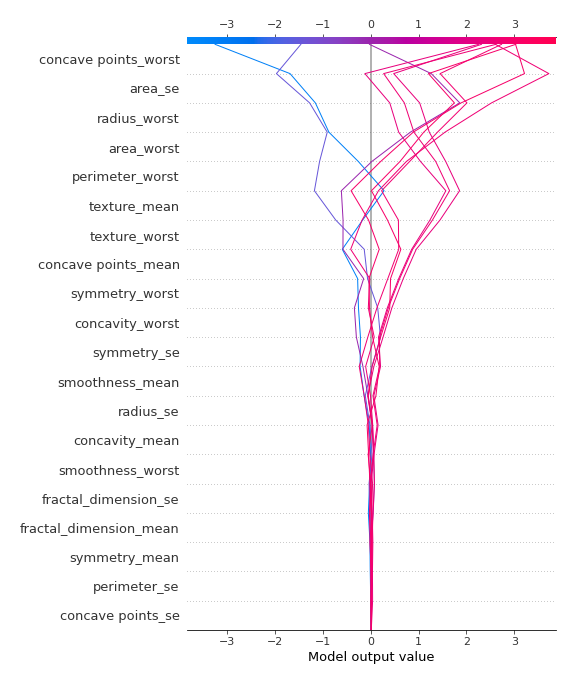 −3 −2 −1 0 1 2 3
concave points_worst
area_se
radius_worst
area_worst
perimeter_worst
texture_mean
texture_worst
concave points_mean
symmetry_worst
concavity_worst
symmetry_se
smoothness_mean
radius_se
concavity_mean
smoothness_worst
fractal_dimension_se
fractal_dimension_mean
symmetry_mean
perimeter_se
concave points_se
−3 −2 −1 0 1 2 3
Model output value